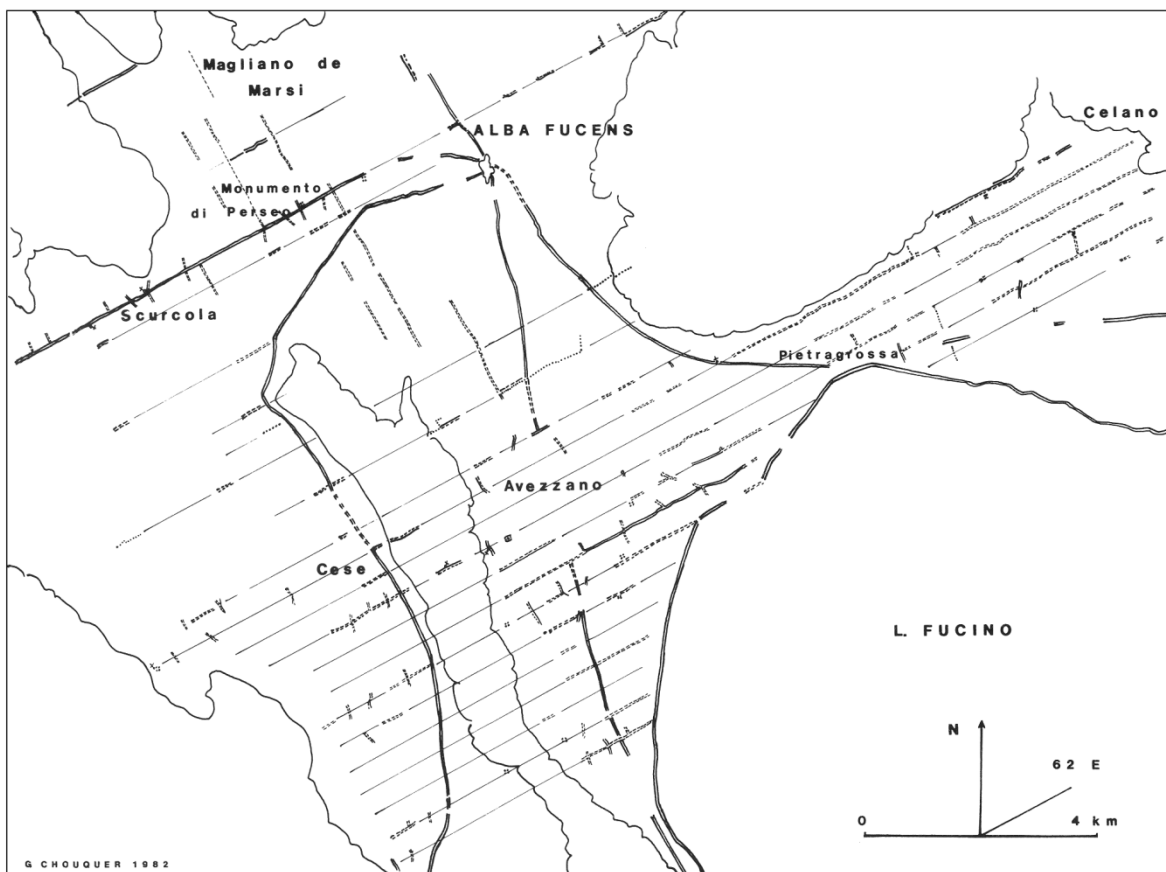 Magliano de
Marsi
Celano
ALBA FUCENS
Monumento
di Perseo
Scurcola
Pietragrossa
Avezzano
Cese
L. FUCINO
N
62 E
0 4 km
G CHOUQUER 1982